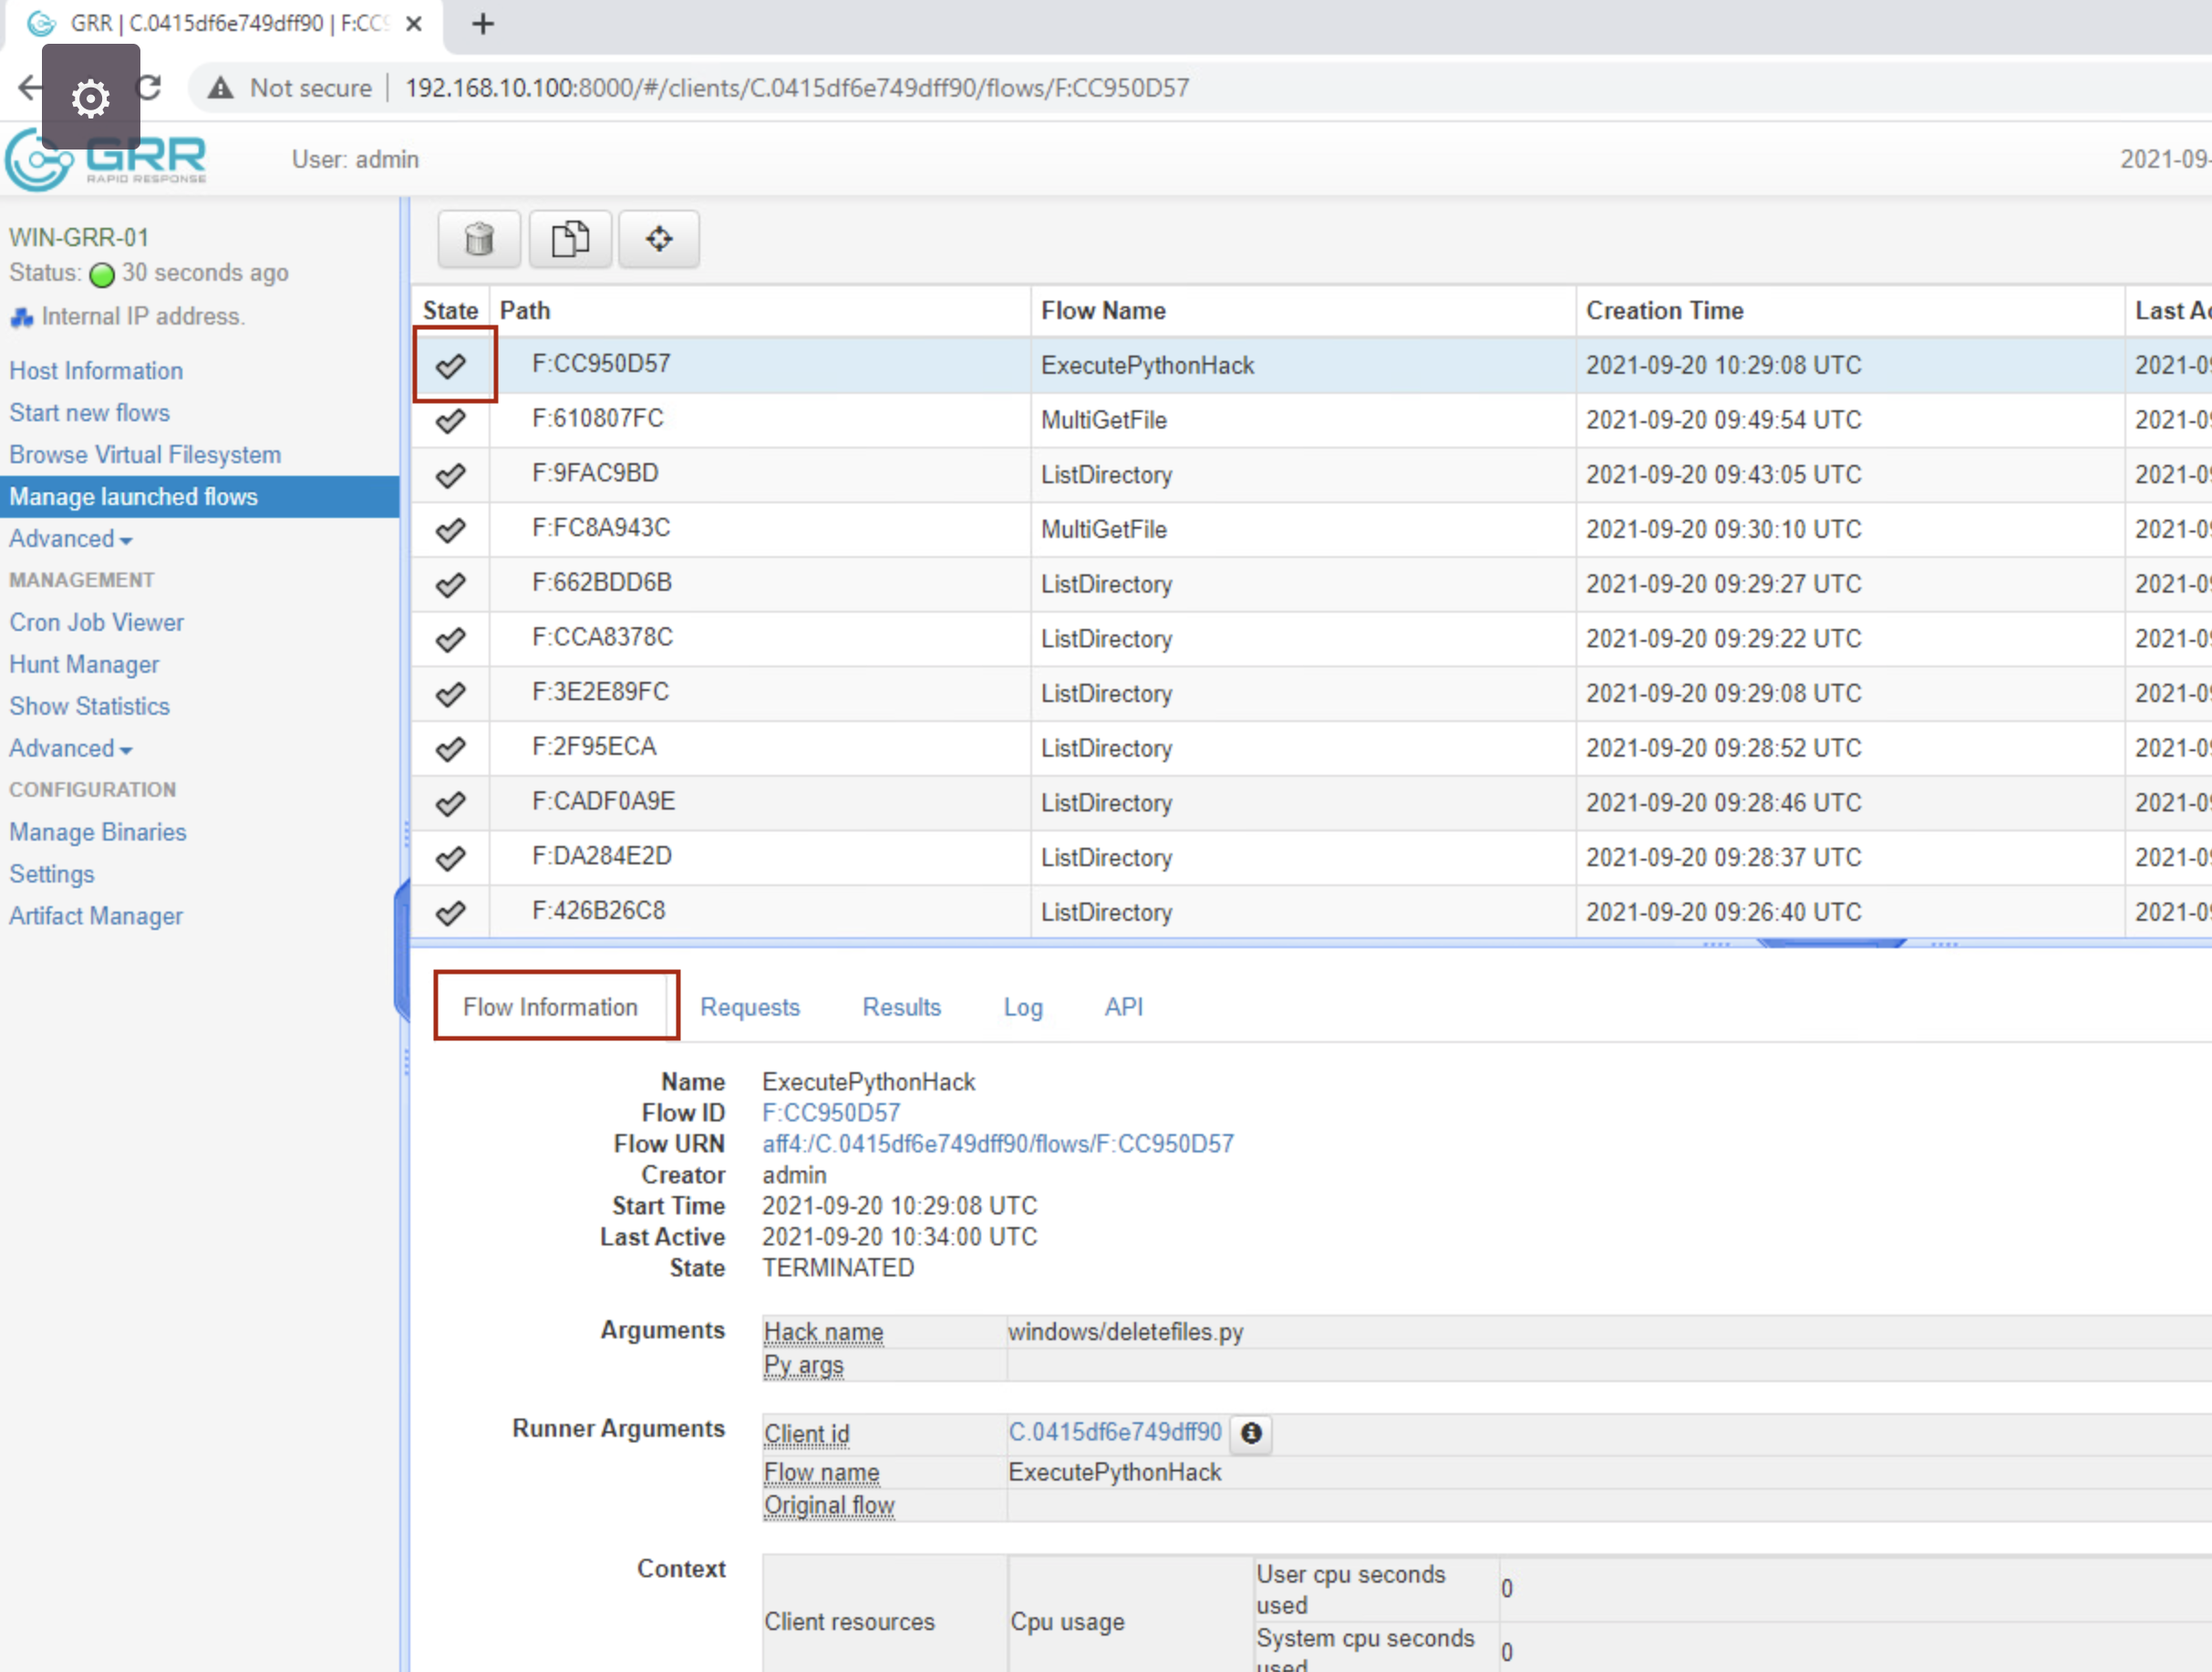 GRR | C.0415df6e749dff90 | F:CC9
Not secure | 192.168.10.100:8000/#/clients/C.0415df6e749dff90/flows/F:CC950D57
GRR
RAPID RESPONSE
User: admin
2021-09-
WIN-GRR-01
Status: 30 seconds ago
Internal IP address.
Host Information
Start new flows
Browse Virtual Filesystem
Manage launched flows
Advanced
MANAGEMENT
Cron Job Viewer
Hunt Manager
Show Statistics
Advanced
CONFIGURATION
Manage Binaries
Settings
Artifact Manager
State Path Flow Name Creation Time Last Ac
F:CC950D57 ExecutePythonHack 2021-09-20 10:29:08 UTC 2021-09
F:610807FC MultiGetFile 2021-09-20 09:49:54 UTC 2021-09
F:9FAC9BD ListDirectory 2021-09-20 09:43:05 UTC 2021-09
F:FC8A943C MultiGetFile 2021-09-20 09:30:10 UTC 2021-09
F:662BDD6B ListDirectory 2021-09-20 09:29:27 UTC 2021-09
F:CCA8378C ListDirectory 2021-09-20 09:29:22 UTC 2021-09
F:3E2E89FC ListDirectory 2021-09-20 09:29:08 UTC 2021-09
F:2F95ECA ListDirectory 2021-09-20 09:28:52 UTC 2021-09
F:CADF0A9E ListDirectory 2021-09-20 09:28:46 UTC 2021-09
F:DA284E2D ListDirectory 2021-09-20 09:28:37 UTC 2021-09
F:426B26C8 ListDirectory 2021-09-20 09:26:40 UTC 2021-09
Flow Information Requests Results Log API
Name ExecutePythonHack
Flow ID F:CC950D57
Flow URN aff4:/C.0415df6e749dff90/flows/F:CC950D57
Creator admin
Start Time 2021-09-20 10:29:08 UTC
Last Active 2021-09-20 10:34:00 UTC
State TERMINATED
Arguments Hack name windows/deletefiles.py
Py args
Runner Arguments Client id C.0415df6e749dff90
Flow name ExecutePythonHack
Original flow
Context
Client resources Cpu usage
User cpu seconds used 0
System cpu seconds used 0